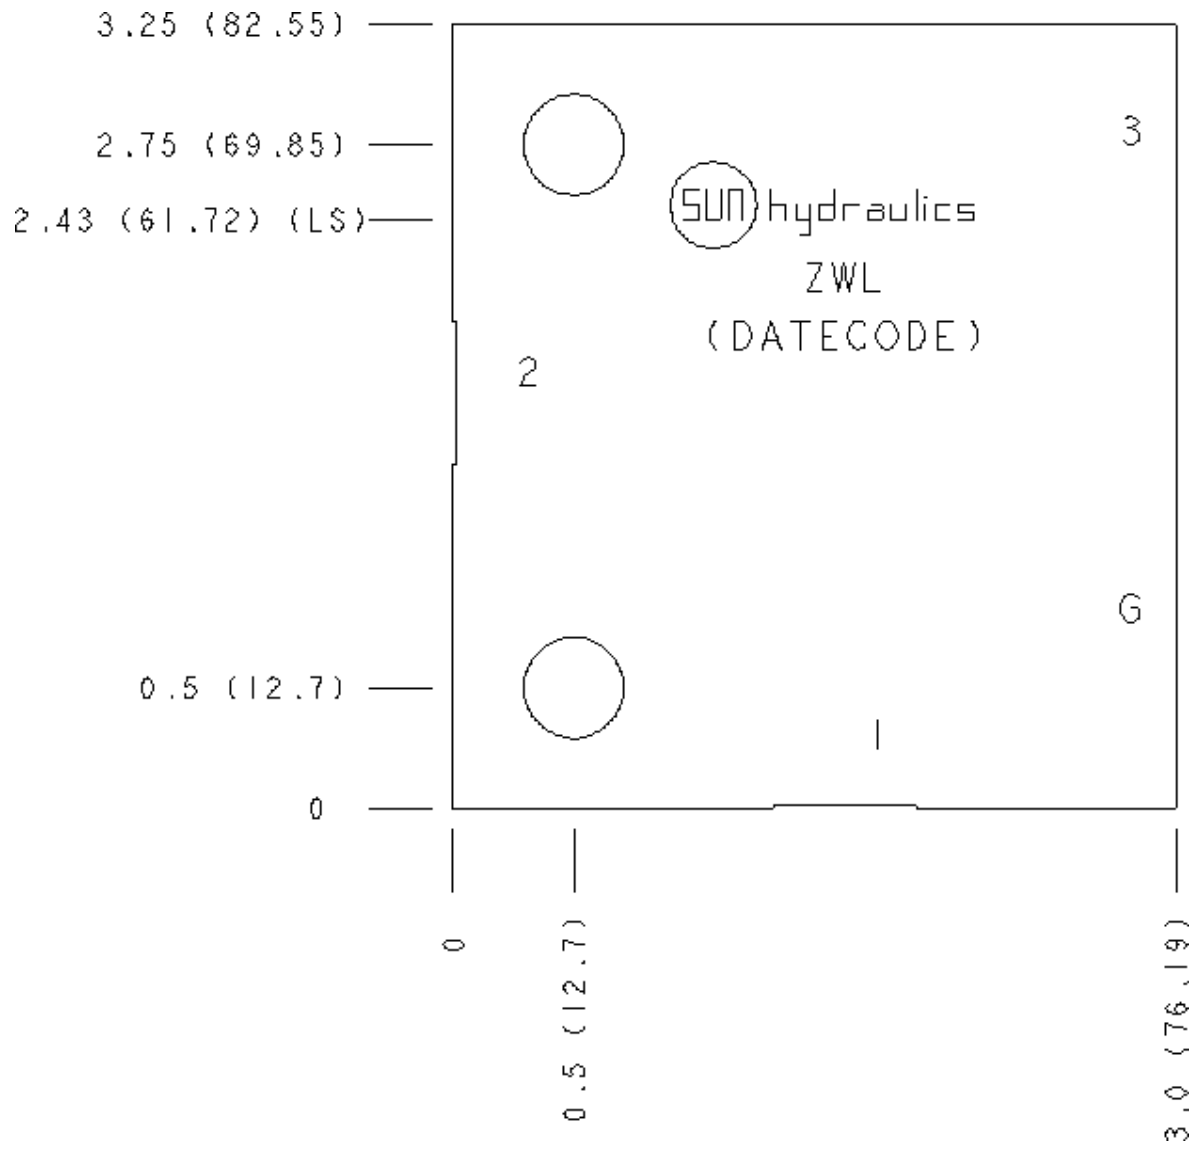 3.25 (82.55)
3
2.75 (69.85)
SUN hydraulics
2.43 (61.72) (LS)
ZWL
(DATECODE)
2
G
0.5 (12.7)
1
0
0
0.5 (12.7)
3.0 (76.19)